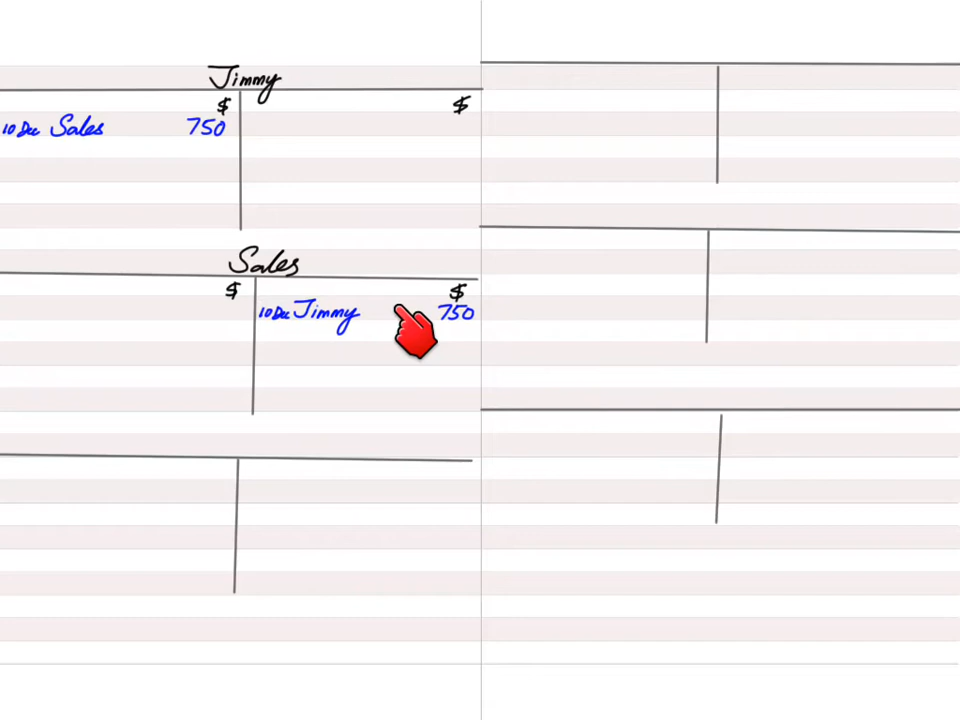 Jimmy
$ $
10 Dec Sales 750
Sales
$ $
10 Dec Jimmy 750